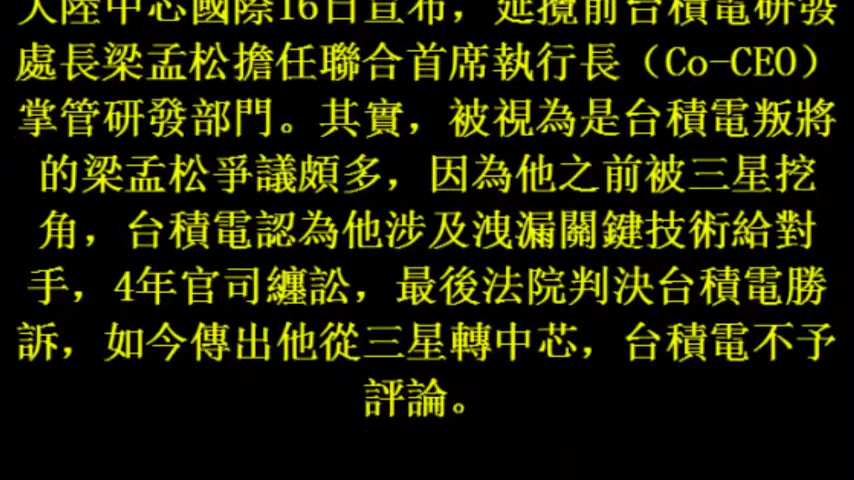 大陸中芯國際16日宣布，延攬前台積電研發
處長梁孟松擔任聯合首席執行長（Co-CEO）
掌管研發部門。其實，被視為是台積電叛將
的梁孟松爭議頗多，因為他之前被三星挖
角，台積電認為他涉及洩漏關鍵技術給對
手，4年官司纏訟，最後法院判決台積電勝
訴，如今傳出他從三星轉中芯，台積電不予
評論。